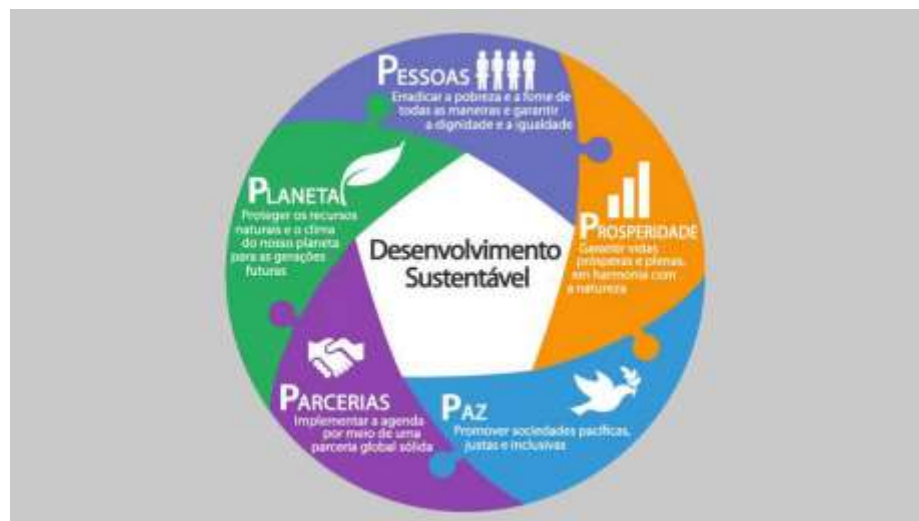 PESSOAS
Erradicar a pobreza e a fome de
todas as maneiras e garantir
a dignidade e a igualdade
PROSPERIDADE
Garantir vidas
prósperas e plenas,
em harmonia com
a natureza
PAZ
Promover sociedades pacíficas,
justas e inclusivas
PARCERIAS
Implementar a agenda
por meio de uma
parceria global sólida
PLANETA
Proteger os recursos
naturais e o clima
do nosso planeta
para as gerações
futuras
Desenvolvimento
Sustentável